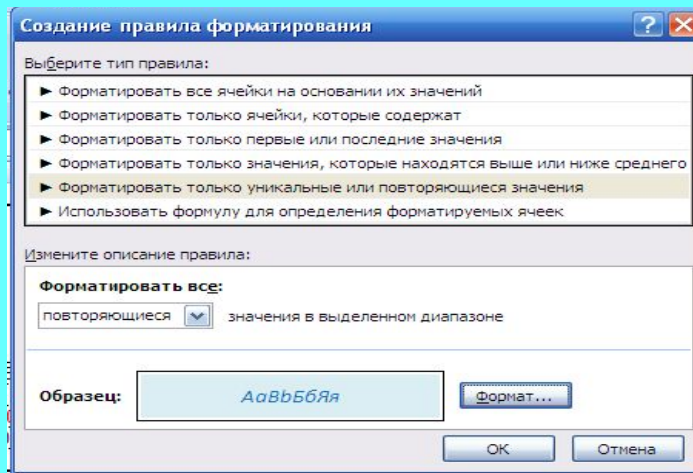 Создание правила форматирования
Выберите тип правила:
► Форматировать все ячейки на основании их значений
► Форматировать только ячейки, которые содержат
► Форматировать только первые или последние значения
► Форматировать только значения, которые находятся выше или ниже среднего
► Форматировать только уникальные или повторяющиеся значения
► Использовать формулу для определения форматируемых ячеек
Измените описание правила:
Форматировать все:
повторяющиеся значения в выделенном диапазоне
Образец: АаВbБбЯя Формат...
ОК Отмена